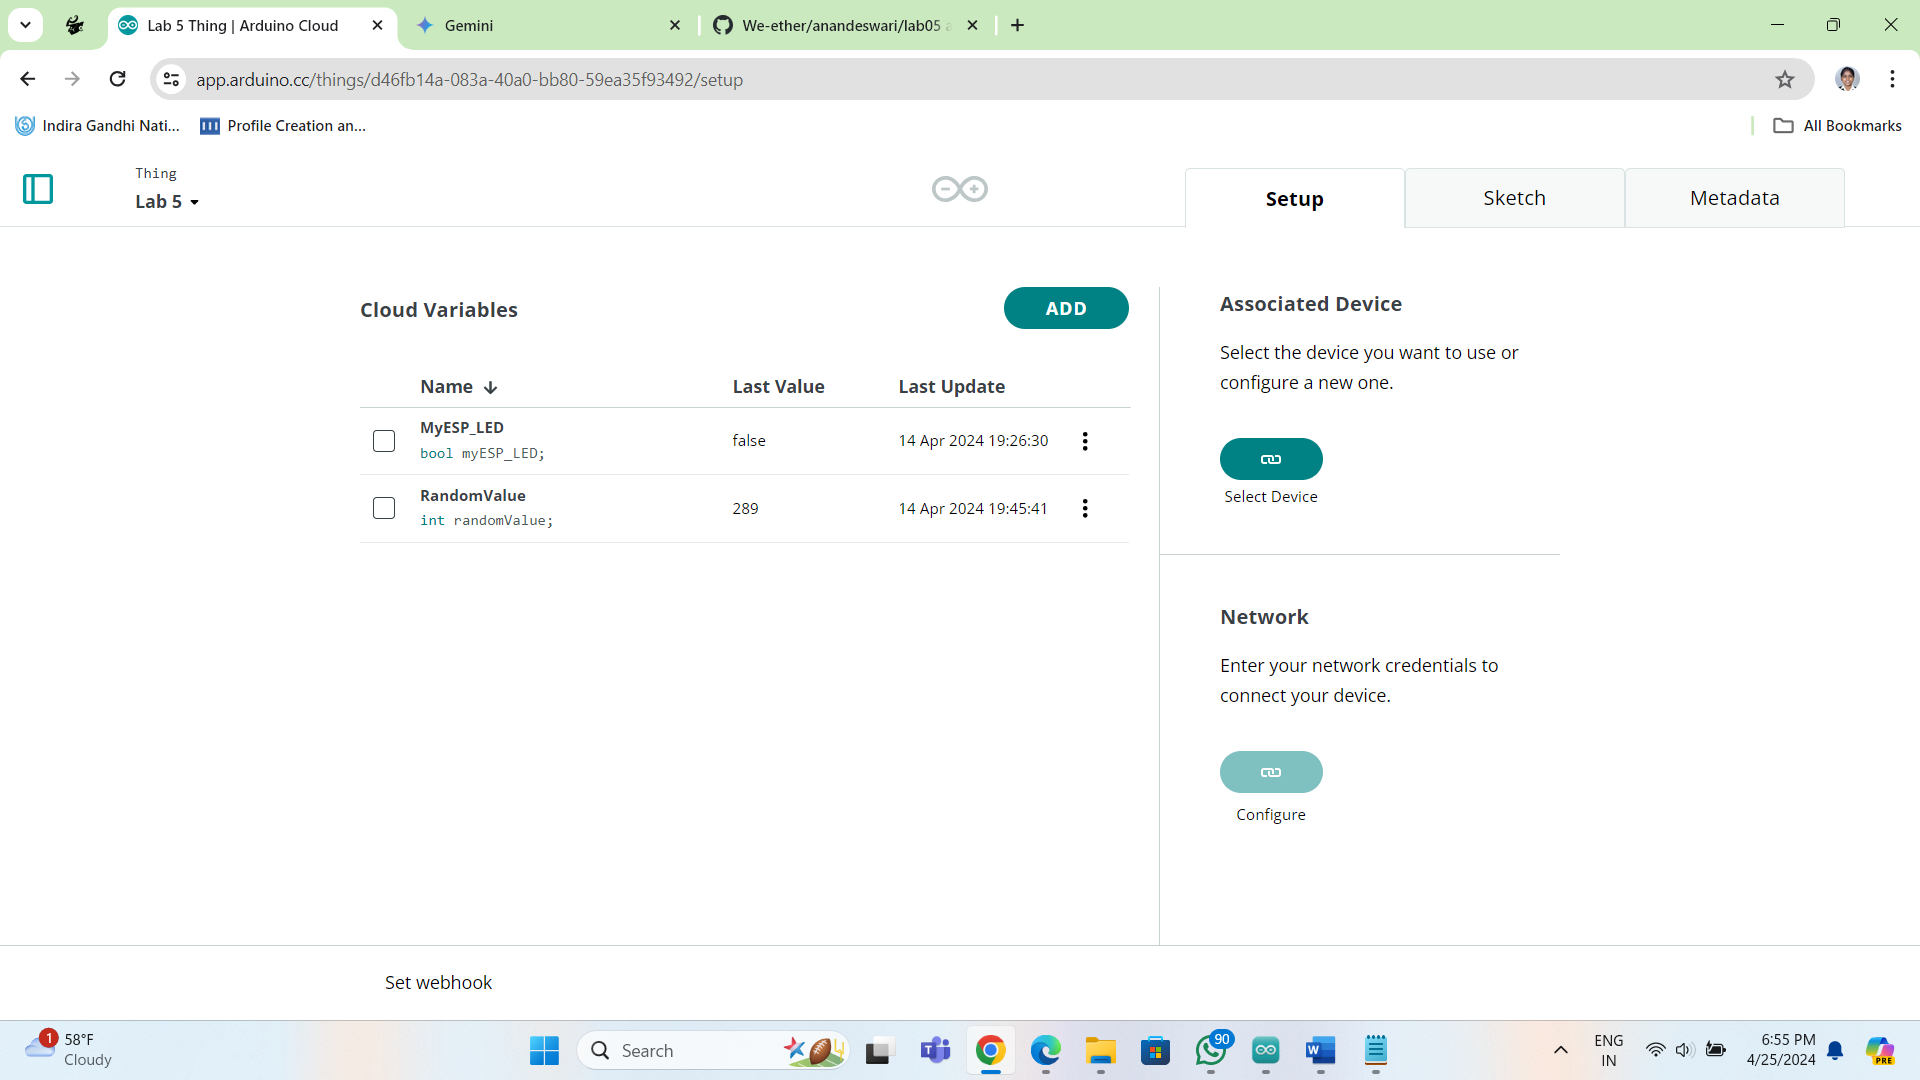 Lab 5 Thing | Arduino Cloud
Gemini
We-ether/anandeswari/lab05
app.arduino.cc/things/d46fb14a-083a-40a0-bb80-59ea35f93492/setup
Indira Gandhi Nati...
Profile Creation an...
All Bookmarks
Thing
Lab 5
Setup
Sketch
Metadata
Cloud Variables
ADD
Name
Last Value
Last Update
MyESP_LED
bool myESP_LED;
false
14 Apr 2024 19:26:30
RandomValue
int randomValue;
289
14 Apr 2024 19:45:41
Associated Device
Select the device you want to use or
configure a new one.
Select Device
Network
Enter your network credentials to
connect your device.
Configure
Set webhook
1
58°F
Cloudy
Search
90
ENG
IN
6:55 PM
4/25/2024
PRE